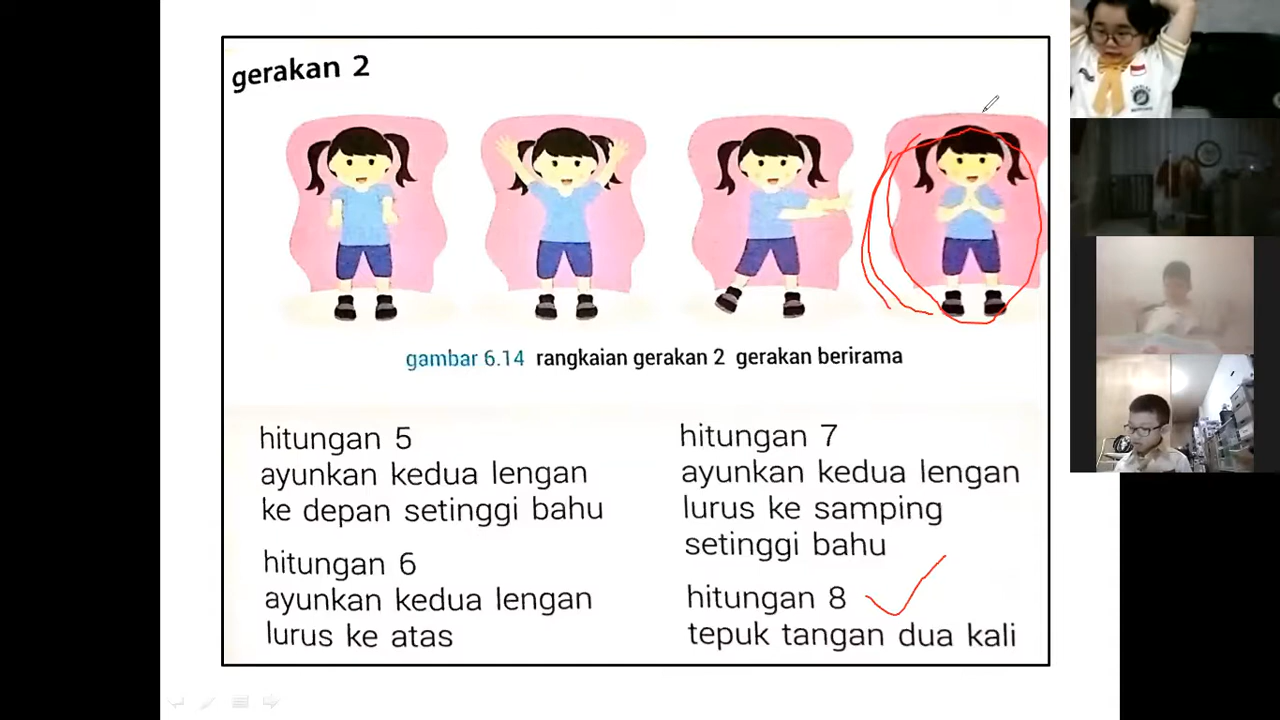 gerakan 2
gambar 6.14 rangkaian gerakan 2 gerakan berirama
hitungan 5
ayunkan kedua lengan
ke depan setinggi bahu
hitungan 6
ayunkan kedua lengan
lurus ke atas
hitungan 7
ayunkan kedua lengan
lurus ke samping
setinggi bahu
hitungan 8
tepuk tangan dua kali